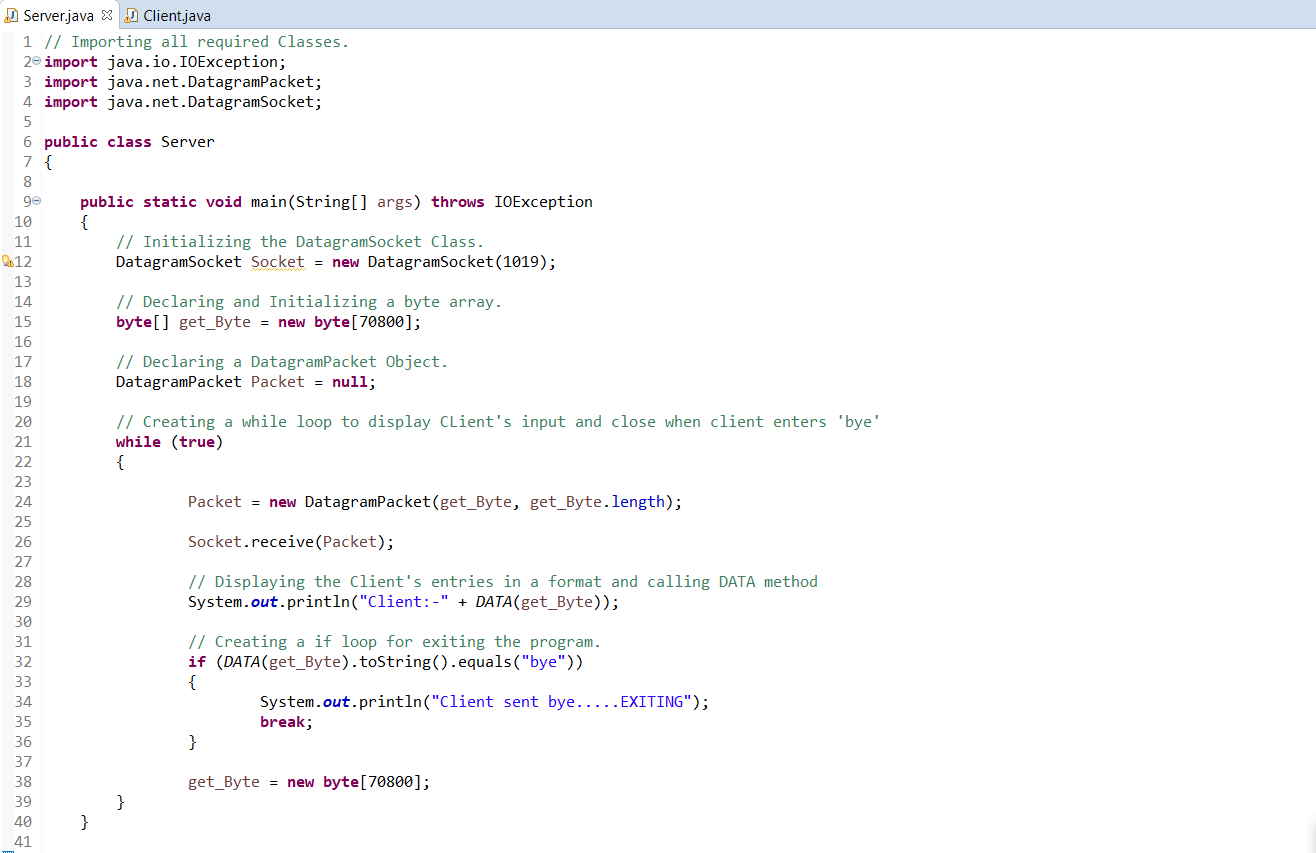 Server.java Client.java
1 // Importing all required Classes.
2 import java.io.IOException;
3 import java.net.DatagramPacket;
4 import java.net.DatagramSocket;
5
6 public class Server
7 {
8
9     public static void main(String[] args) throws IOException
10     {
11         // Initializing the DatagramSocket Class.
12         DatagramSocket Socket = new DatagramSocket(1019);
13
14         // Declaring and Initializing a byte array.
15         byte[] get_Byte = new byte[70800];
16
17         // Declaring a DatagramPacket Object.
18         DatagramPacket Packet = null;
19
20         // Creating a while loop to display CLient's input and close when client enters 'bye'
21         while (true)
22         {
23
24                 Packet = new DatagramPacket(get_Byte, get_Byte.length);
25
26                 Socket.receive(Packet);
27
28                 // Displaying the Client's entries in a format and calling DATA method
29                 System.out.println("Client:-" + DATA(get_Byte));
30
31                 // Creating a if loop for exiting the program.
32                 if (DATA(get_Byte).toString().equals("bye"))
33                 {
34                         System.out.println("Client sent bye.....EXITING");
35                         break;
36                 }
37
38                 get_Byte = new byte[70800];
39         }
40     }
41